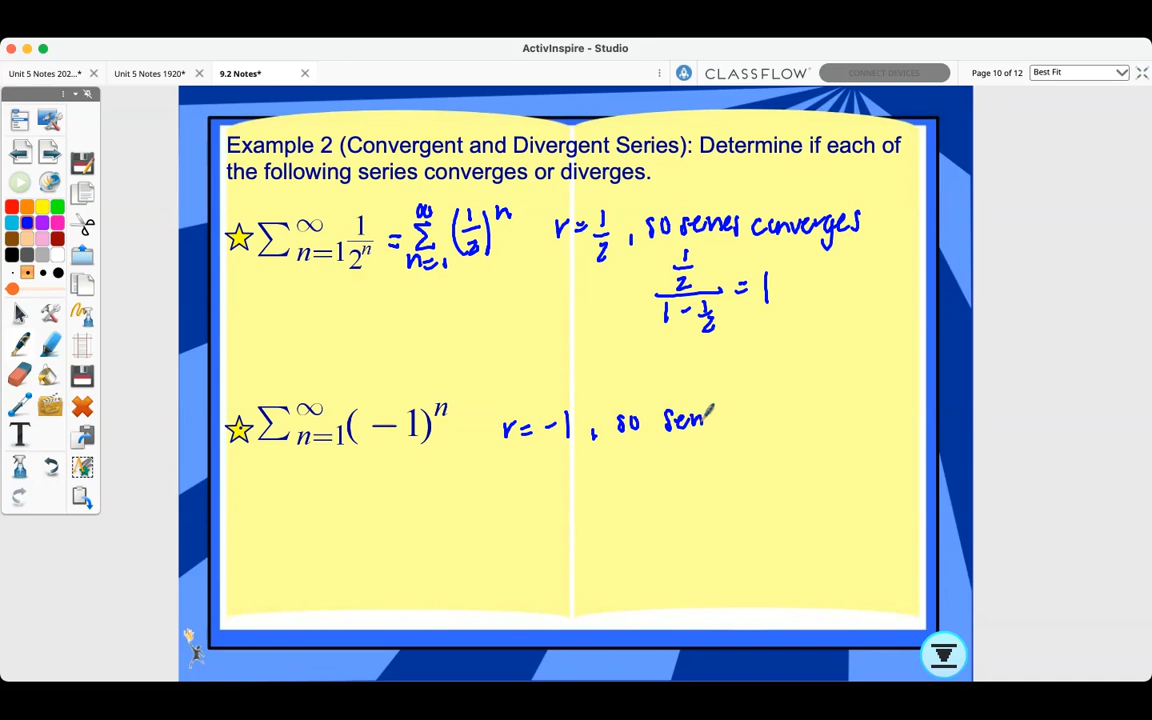 ActivInspire - Studio
Unit 5 Notes 202...*
Unit 5 Notes 1920*
9.2 Notes*
CLASSFLOW
CONNECT DEVICES
Page 10 of 12
Best Fit
Example 2 (Convergent and Divergent Series): Determine if each of
the following series converges or diverges.
∑ ∞ n=1 1/2ⁿ = ∑ ∞ n=1 (1/2)ⁿ r = 1/2 , so series converges
(1/2)/(1 - 1/2) = 1
∑ ∞ n=1 (−1)ⁿ r = -1 , so seri
T